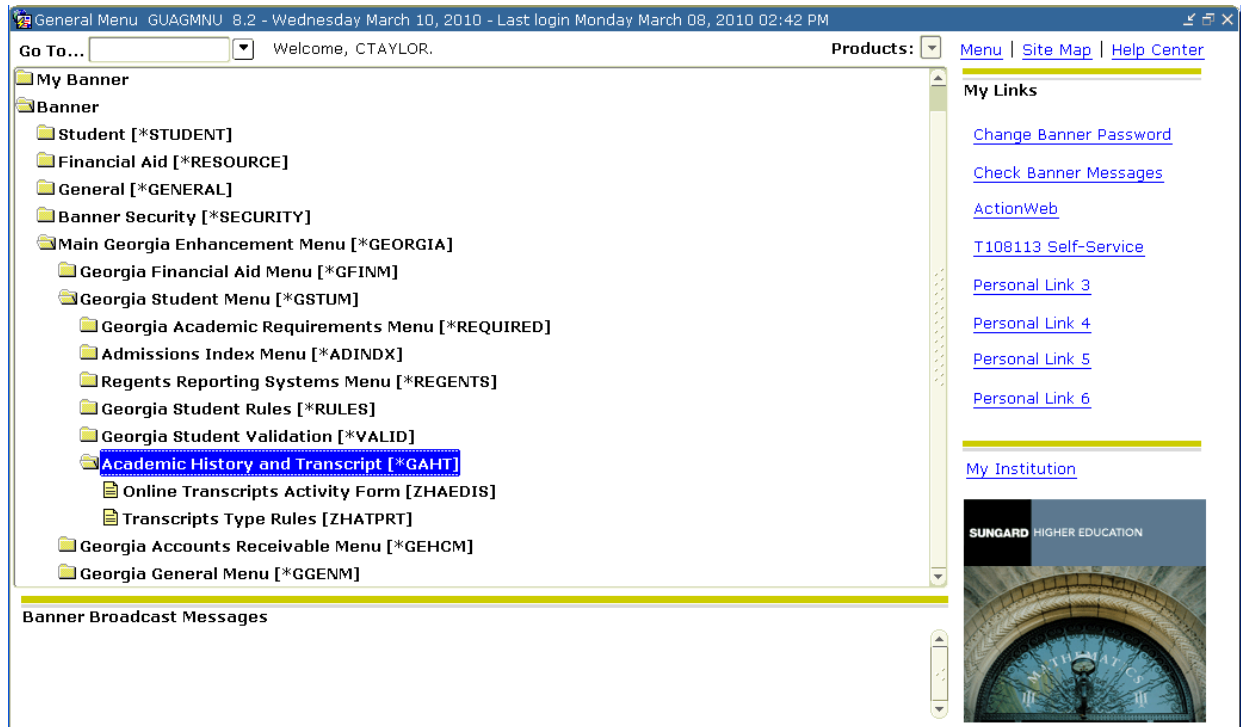 General Menu  GUAGMNU  8.2 - Wednesday March 10, 2010 - Last login Monday March 08, 2010 02:42 PM
Go To...  Welcome, CTAYLOR.  Products:  Menu | Site Map | Help Center
My Banner
Banner
Student [*STUDENT]
Financial Aid [*RESOURCE]
General [*GENERAL]
Banner Security [*SECURITY]
Main Georgia Enhancement Menu [*GEORGIA]
Georgia Financial Aid Menu [*GFINM]
Georgia Student Menu [*GSTUM]
Georgia Academic Requirements Menu [*REQUIRED]
Admissions Index Menu [*ADINDX]
Regents Reporting Systems Menu [*REGENTS]
Georgia Student Rules [*RULES]
Georgia Student Validation [*VALID]
Academic History and Transcript [*GAHT]
Online Transcripts Activity Form [ZHAEDIS]
Transcripts Type Rules [ZHATPRT]
Georgia Accounts Receivable Menu [*GEHCM]
Georgia General Menu [*GGENM]
Banner Broadcast Messages
My Links
Change Banner Password
Check Banner Messages
ActionWeb
T108113 Self-Service
Personal Link 3
Personal Link 4
Personal Link 5
Personal Link 6
My Institution
SUNGARD HIGHER EDUCATION
MATHEMATICS